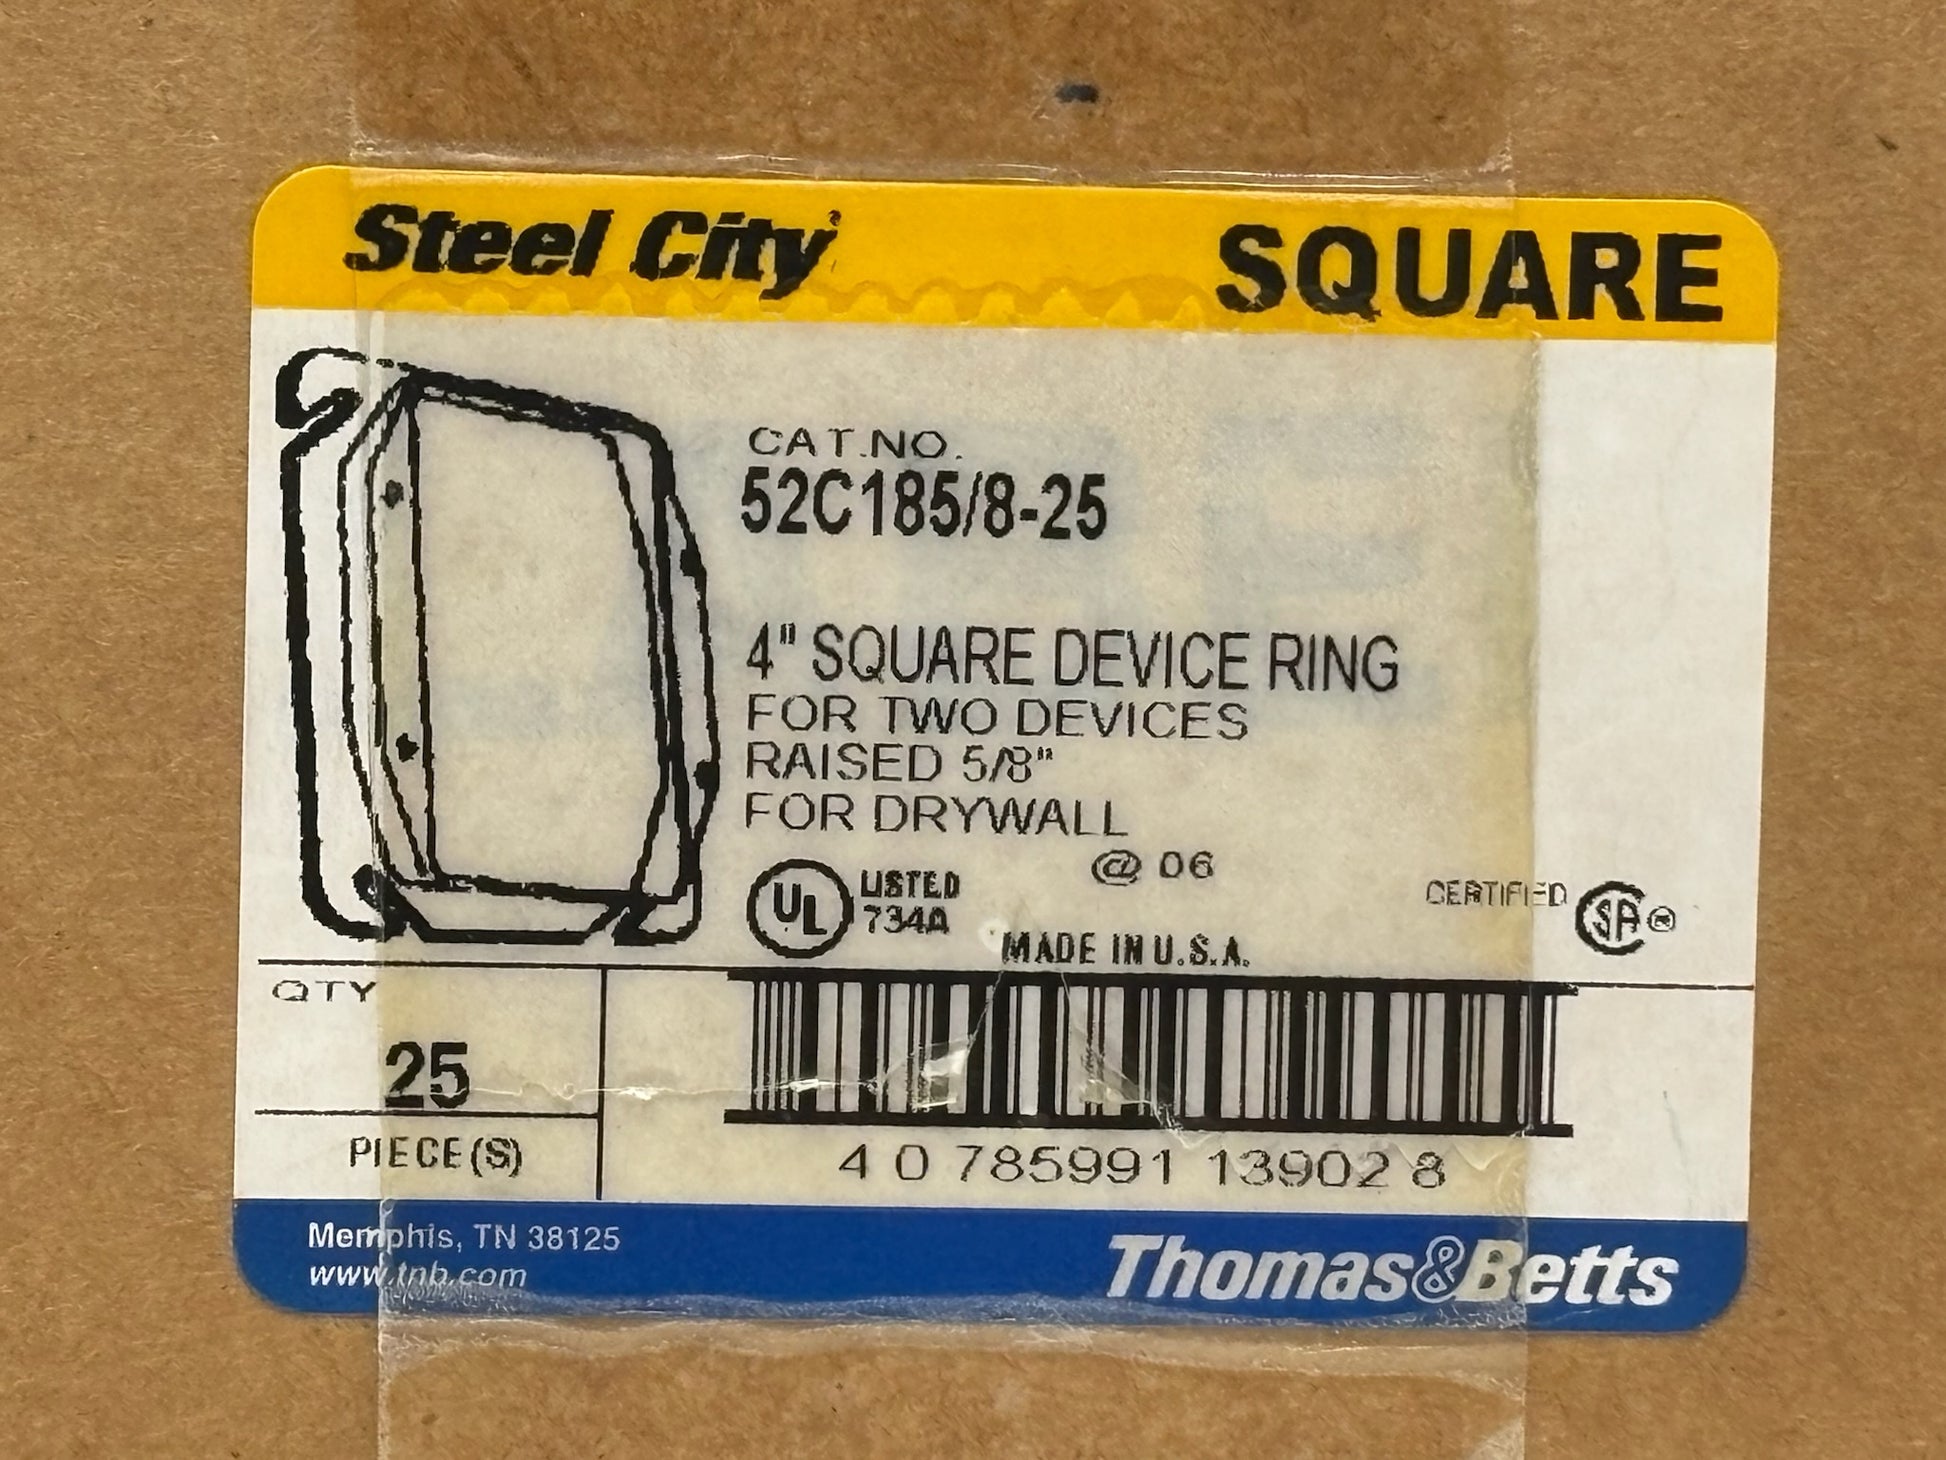 Steel City® SQUARE
CAT.NO.
52C185/8-25
4" SQUARE DEVICE RING
FOR TWO DEVICES
RAISED 5/8"
FOR DRYWALL
@ 06
UL LISTED
734A
CERTIFIED SA
MADE IN U.S.A.
QTY
25
PIECE(S)
4 0 785991 13902 8
Memphis, TN 38125
www.tnb.com
Thomas&Betts